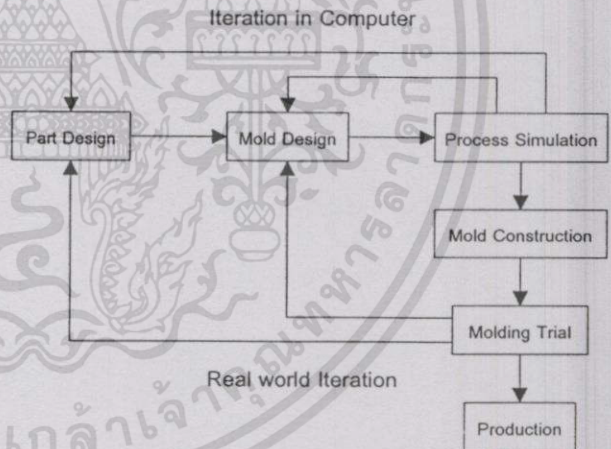 Iteration in Computer
Part Design
Mold Design
Process Simulation
Mold Construction
Molding Trial
Real world Iteration
Production